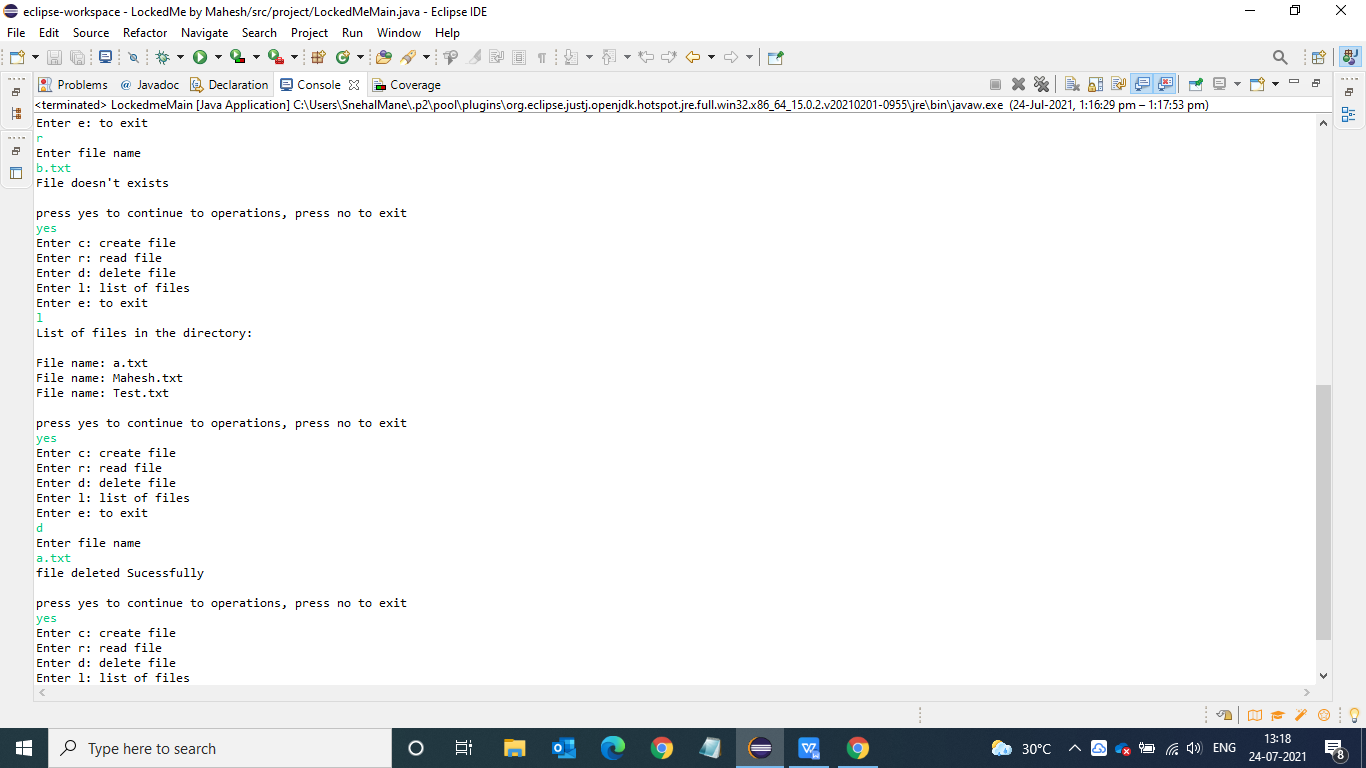 eclipse-workspace - LockedMe by Mahesh/src/project/LockedMeMain.java - Eclipse IDE
File Edit Source Refactor Navigate Search Project Run Window Help
Problems @ Javadoc Declaration Console Coverage
<terminated> LockedmeMain [Java Application] C:\Users\SnehalMane\.p2\pool\plugins\org.eclipse.justj.openjdk.hotspot.jre.full.win32.x86_64_15.0.2.v20210201-0955\jre\bin\javaw.exe (24-Jul-2021, 1:16:29 pm – 1:17:53 pm)
Enter e: to exit
r
Enter file name
b.txt
File doesn't exists
press yes to continue to operations, press no to exit
yes
Enter c: create file
Enter r: read file
Enter d: delete file
Enter l: list of files
Enter e: to exit
l
List of files in the directory:
File name: a.txt
File name: Mahesh.txt
File name: Test.txt
press yes to continue to operations, press no to exit
yes
Enter c: create file
Enter r: read file
Enter d: delete file
Enter l: list of files
Enter e: to exit
d
Enter file name
a.txt
file deleted Sucessfully
press yes to continue to operations, press no to exit
yes
Enter c: create file
Enter r: read file
Enter d: delete file
Enter l: list of files
Type here to search
30°C
ENG
13:18
24-07-2021
8